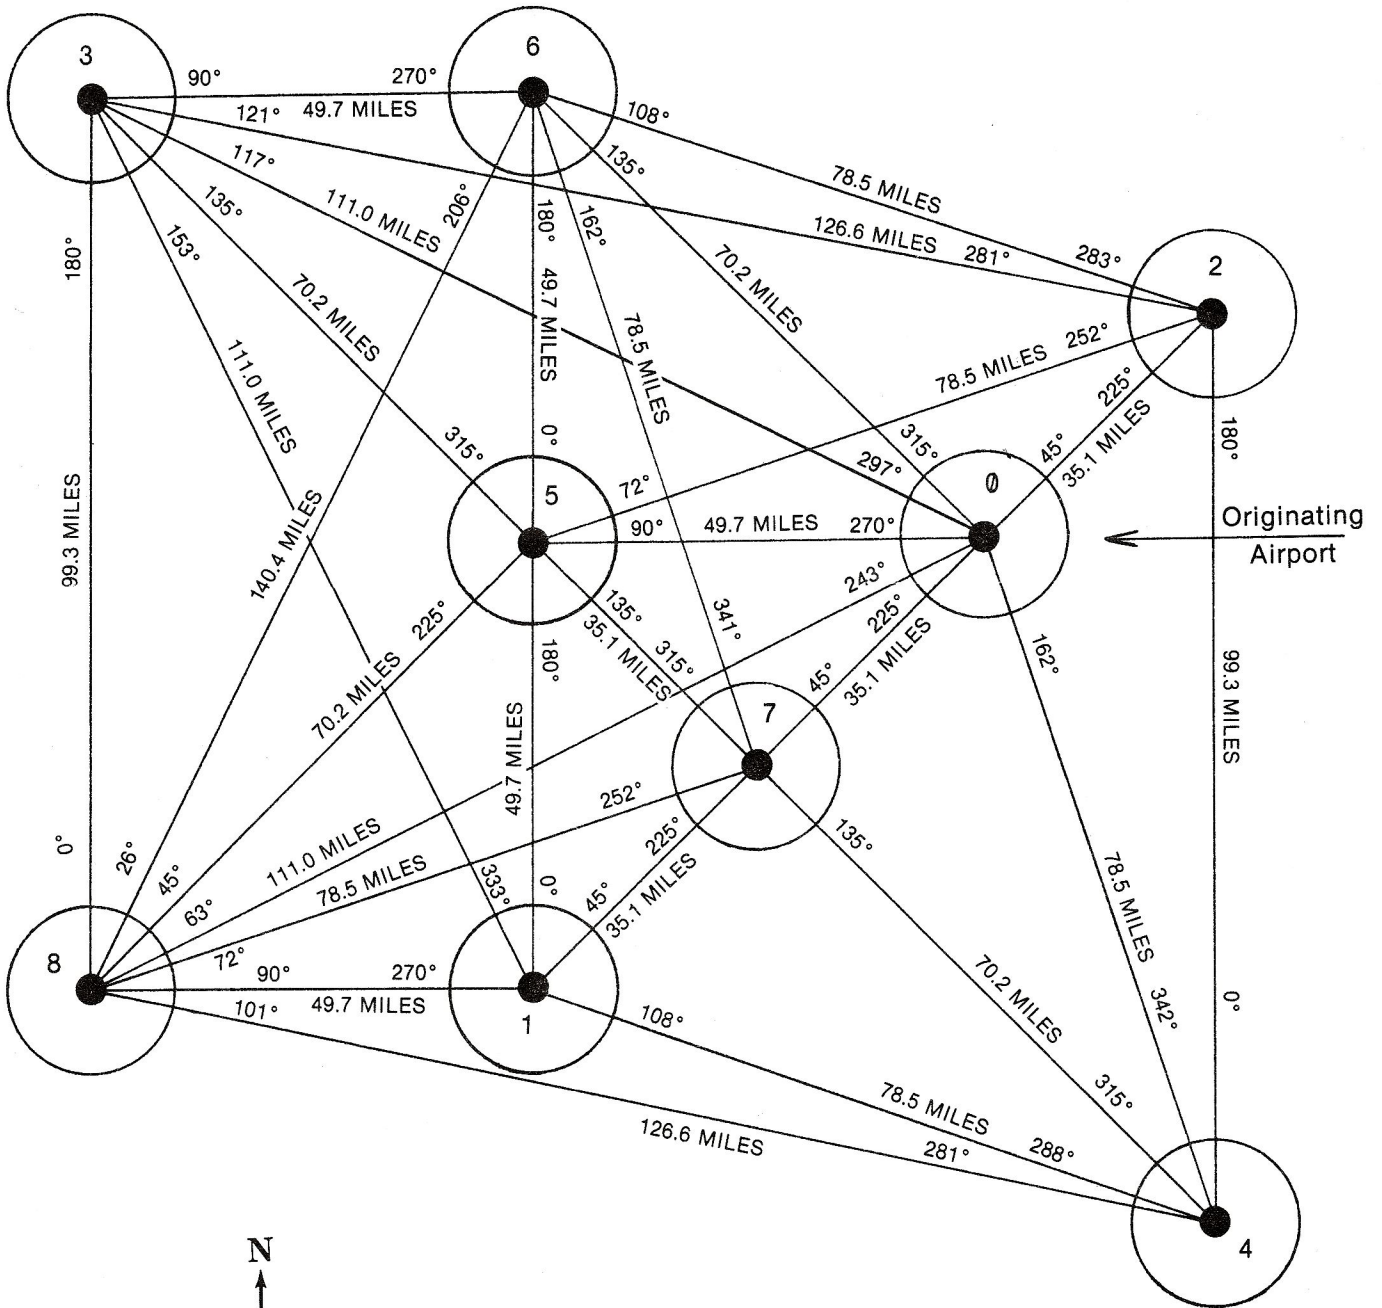 3
6
90°
270°
121°
49.7 MILES
108°
117°
135°
78.5 MILES
135°
111.0 MILES
206°
180°
162°
126.6 MILES
281°
283°
2
153°
180°
70.2 MILES
70.2 MILES
49.7 MILES
78.5 MILES
252°
78.5 MILES
111.0 MILES
225°
315°
0°
315°
45°
35.1 MILES
180°
297°
99.3 MILES
5
72°
0
90°
49.7 MILES
270°
Originating
Airport
140.4 MILES
243°
225°
135°
225°
35.1 MILES
341°
35.1 MILES
180°
315°
162°
45°
70.2 MILES
7
99.3 MILES
49.7 MILES
252°
0°
26°
45°
111.0 MILES
225°
135°
78.5 MILES
333°
0°
45°
35.1 MILES
78.5 MILES
63°
8
72°
90°
270°
101°
49.7 MILES
1
108°
70.2 MILES
342°
0°
315°
78.5 MILES
126.6 MILES
281°
288°
4
N